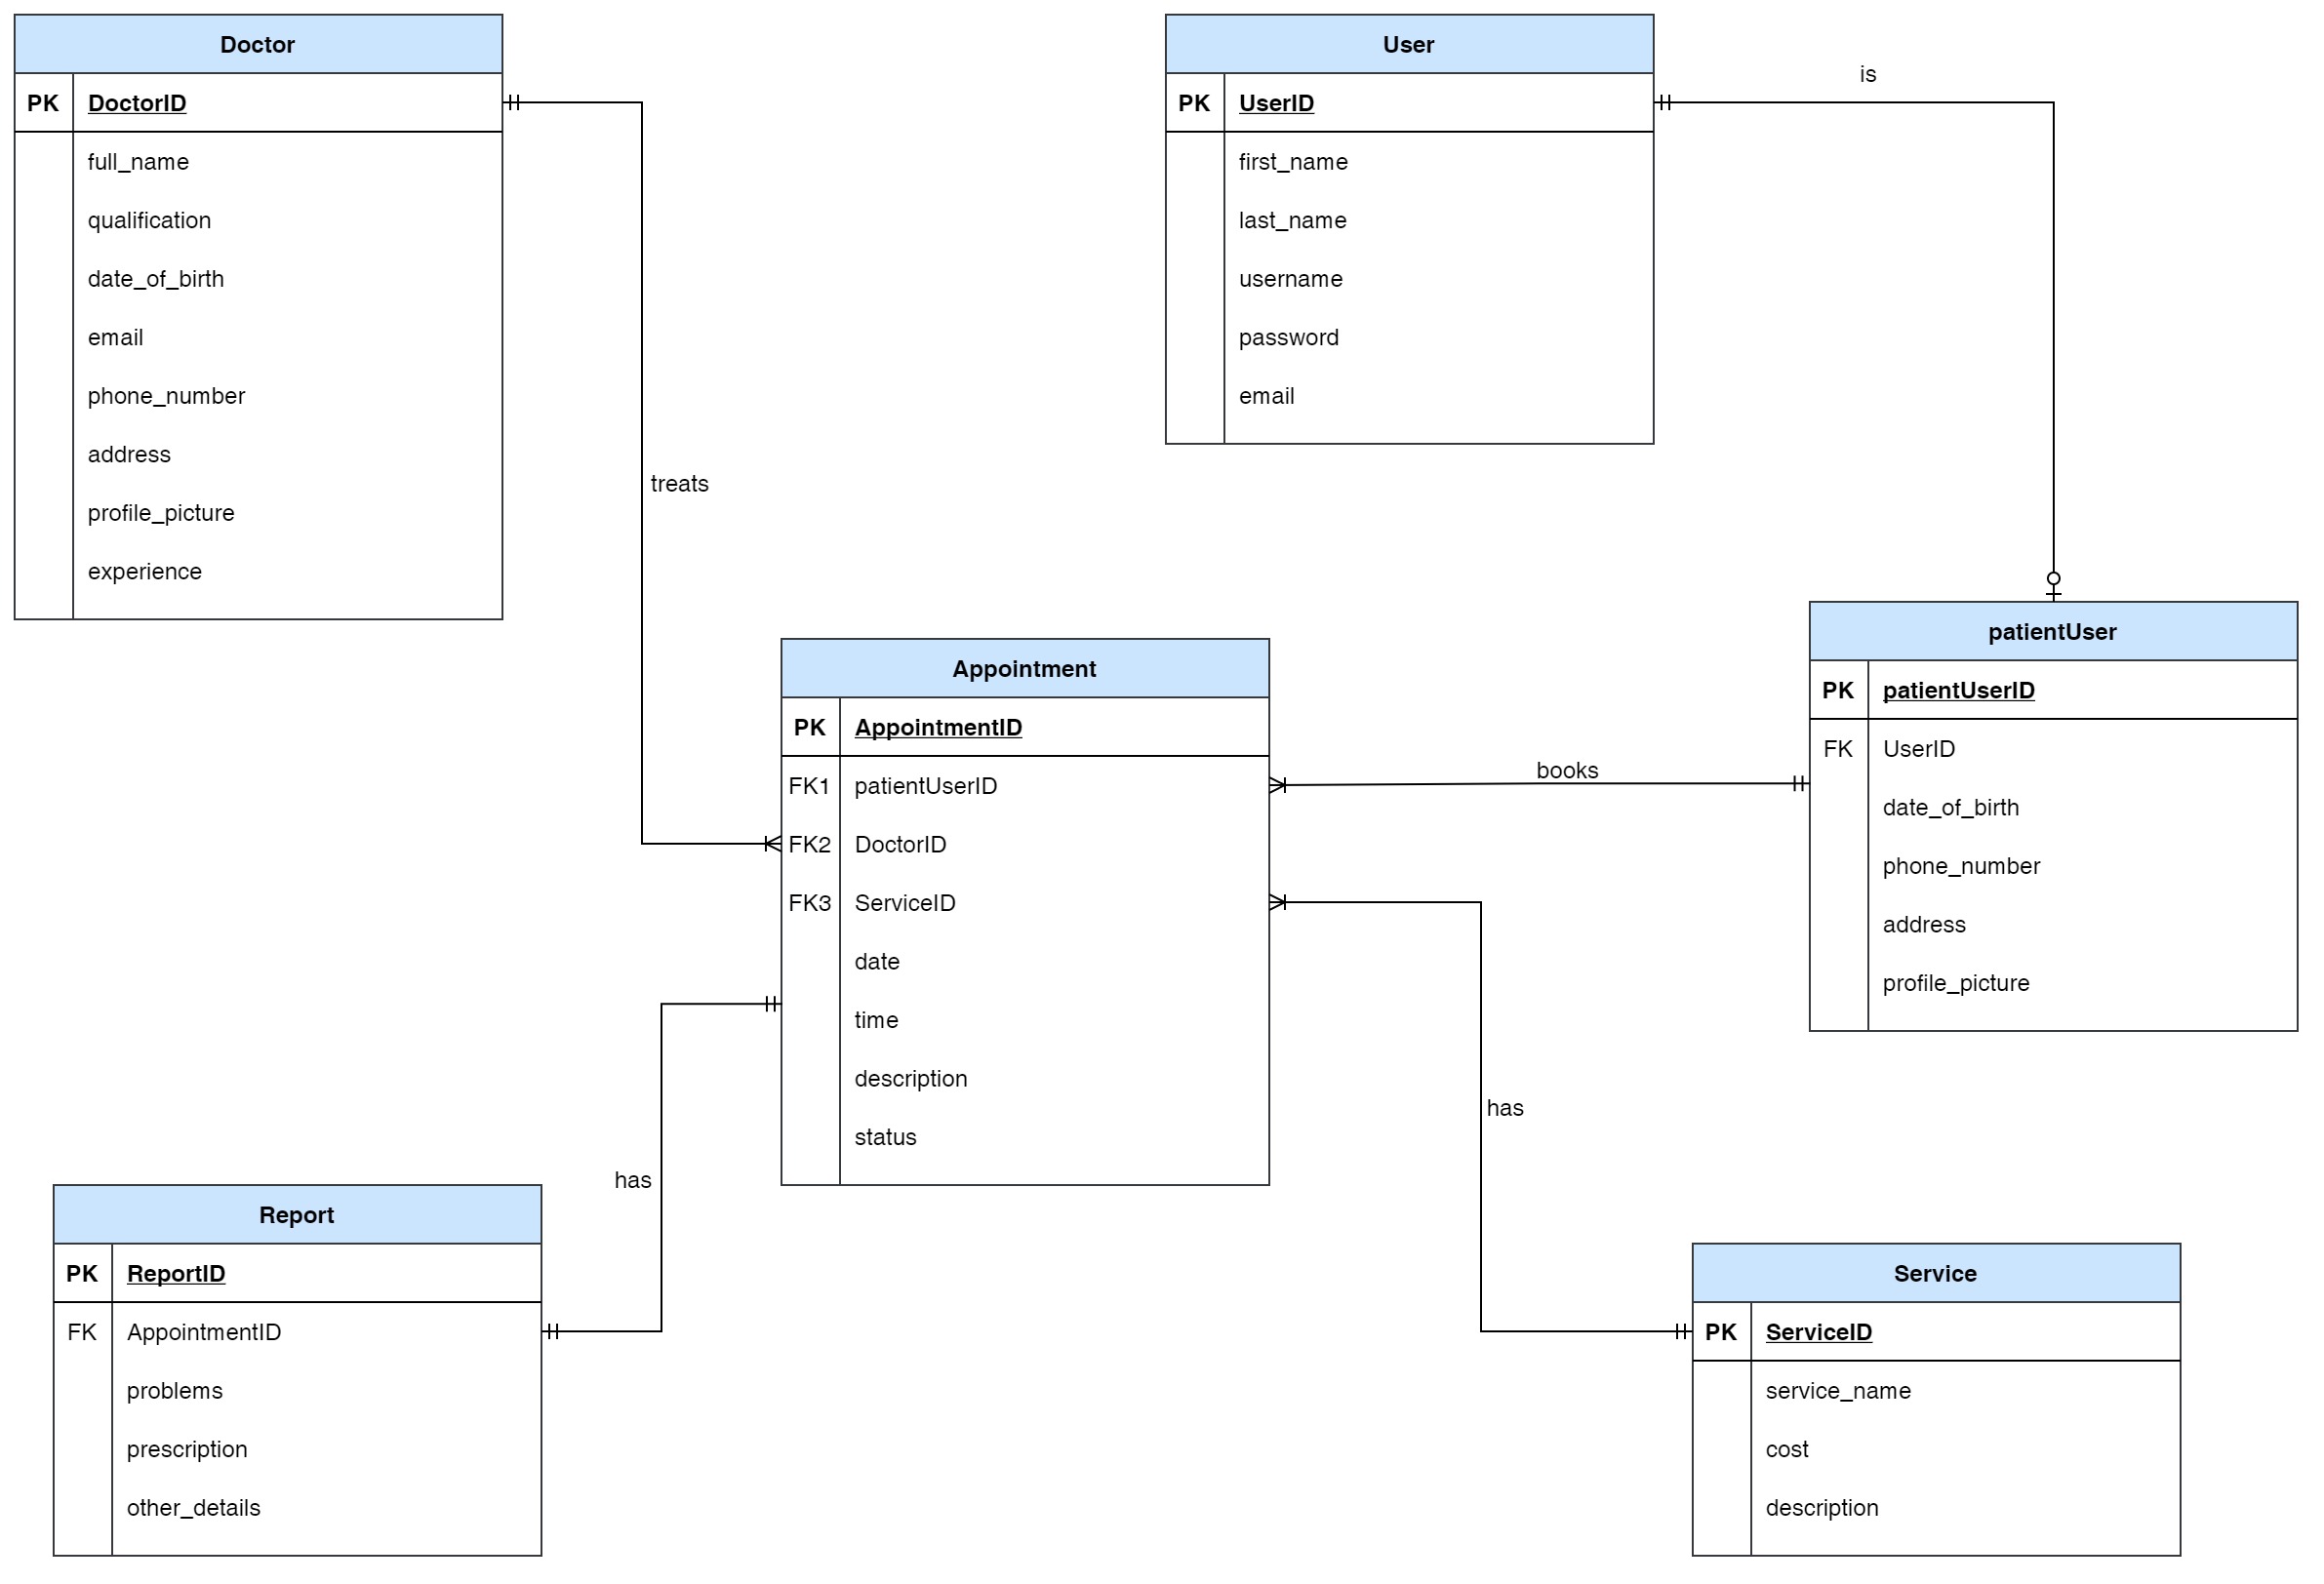 Doctor
PK DoctorID
full_name
qualification
date_of_birth
email
phone_number
address
profile_picture
experience
User
PK UserID
first_name
last_name
username
password
email
is
treats
patientUser
PK patientUserID
FK UserID
date_of_birth
phone_number
address
profile_picture
Appointment
PK AppointmentID
FK1 patientUserID
FK2 DoctorID
FK3 ServiceID
date
time
description
status
books
has
has
Report
PK ReportID
FK AppointmentID
problems
prescription
other_details
Service
PK ServiceID
service_name
cost
description